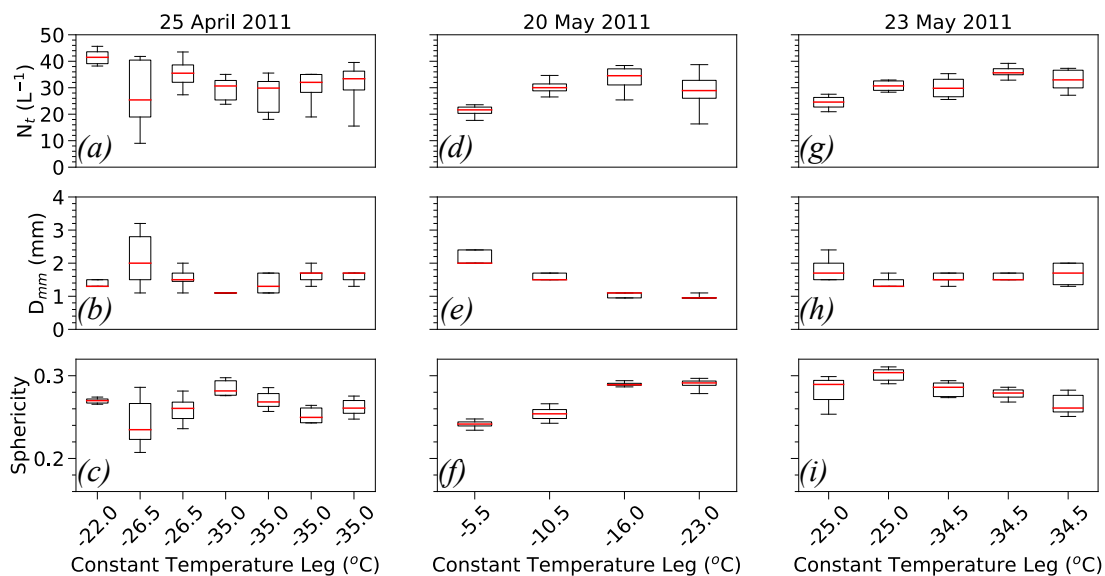 25 April 2011
20 May 2011
23 May 2011
Nₜ (L⁻¹)
50
40
30
20
10
0
(a)
(d)
(g)
Dₘₘ (mm)
4
3
2
1
0
(b)
(e)
(h)
Sphericity
0.3
0.2
(c)
(f)
(i)
-22.0 -26.5 -26.5 -35.0 -35.0 -35.0 -35.0
-5.5 -10.5 -16.0 -23.0
-25.0 -25.0 -34.5 -34.5 -34.5
Constant Temperature Leg (°C)
Constant Temperature Leg (°C)
Constant Temperature Leg (°C)